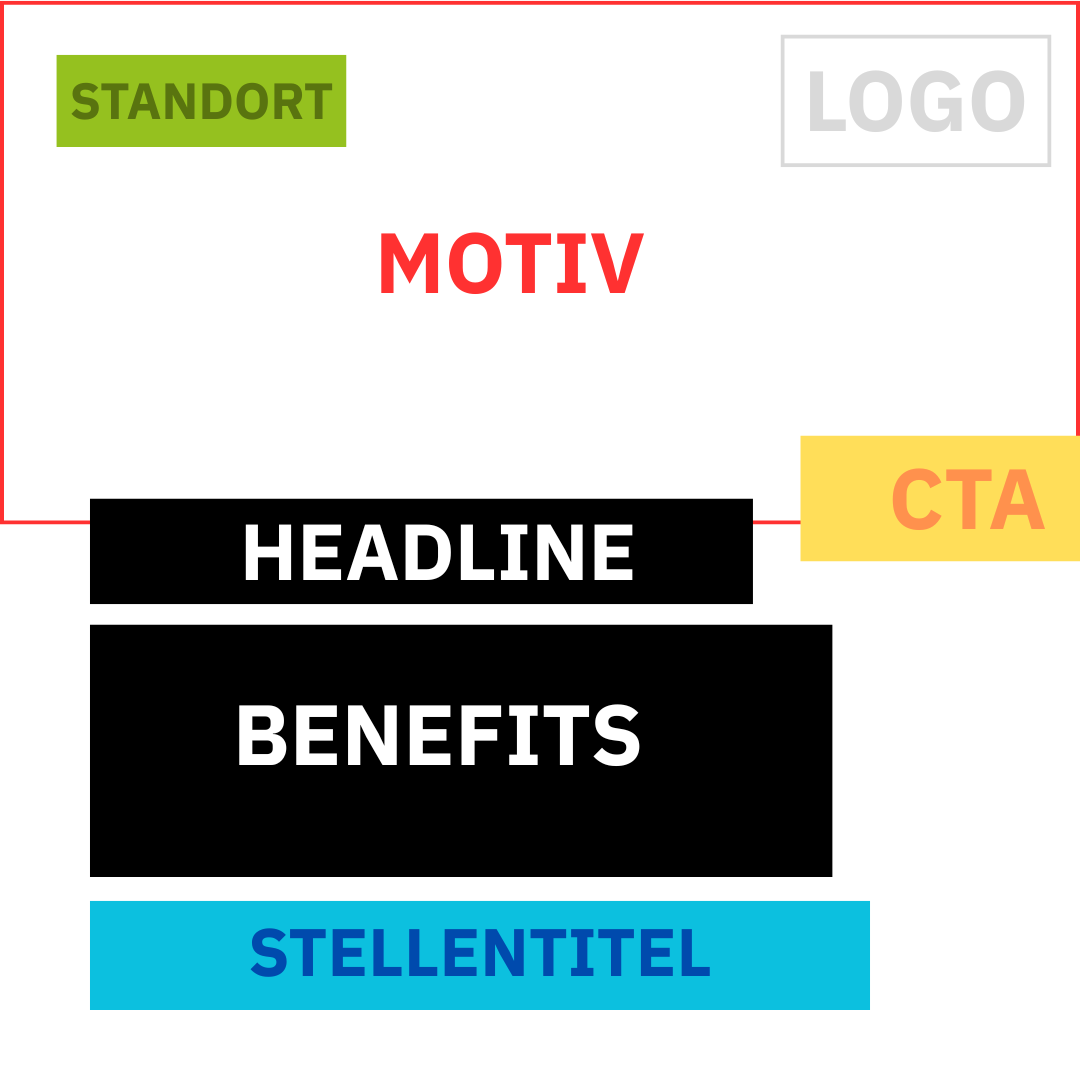 STANDORT
LOGO
MOTIV
CTA
HEADLINE
BENEFITS
STELLENTITEL